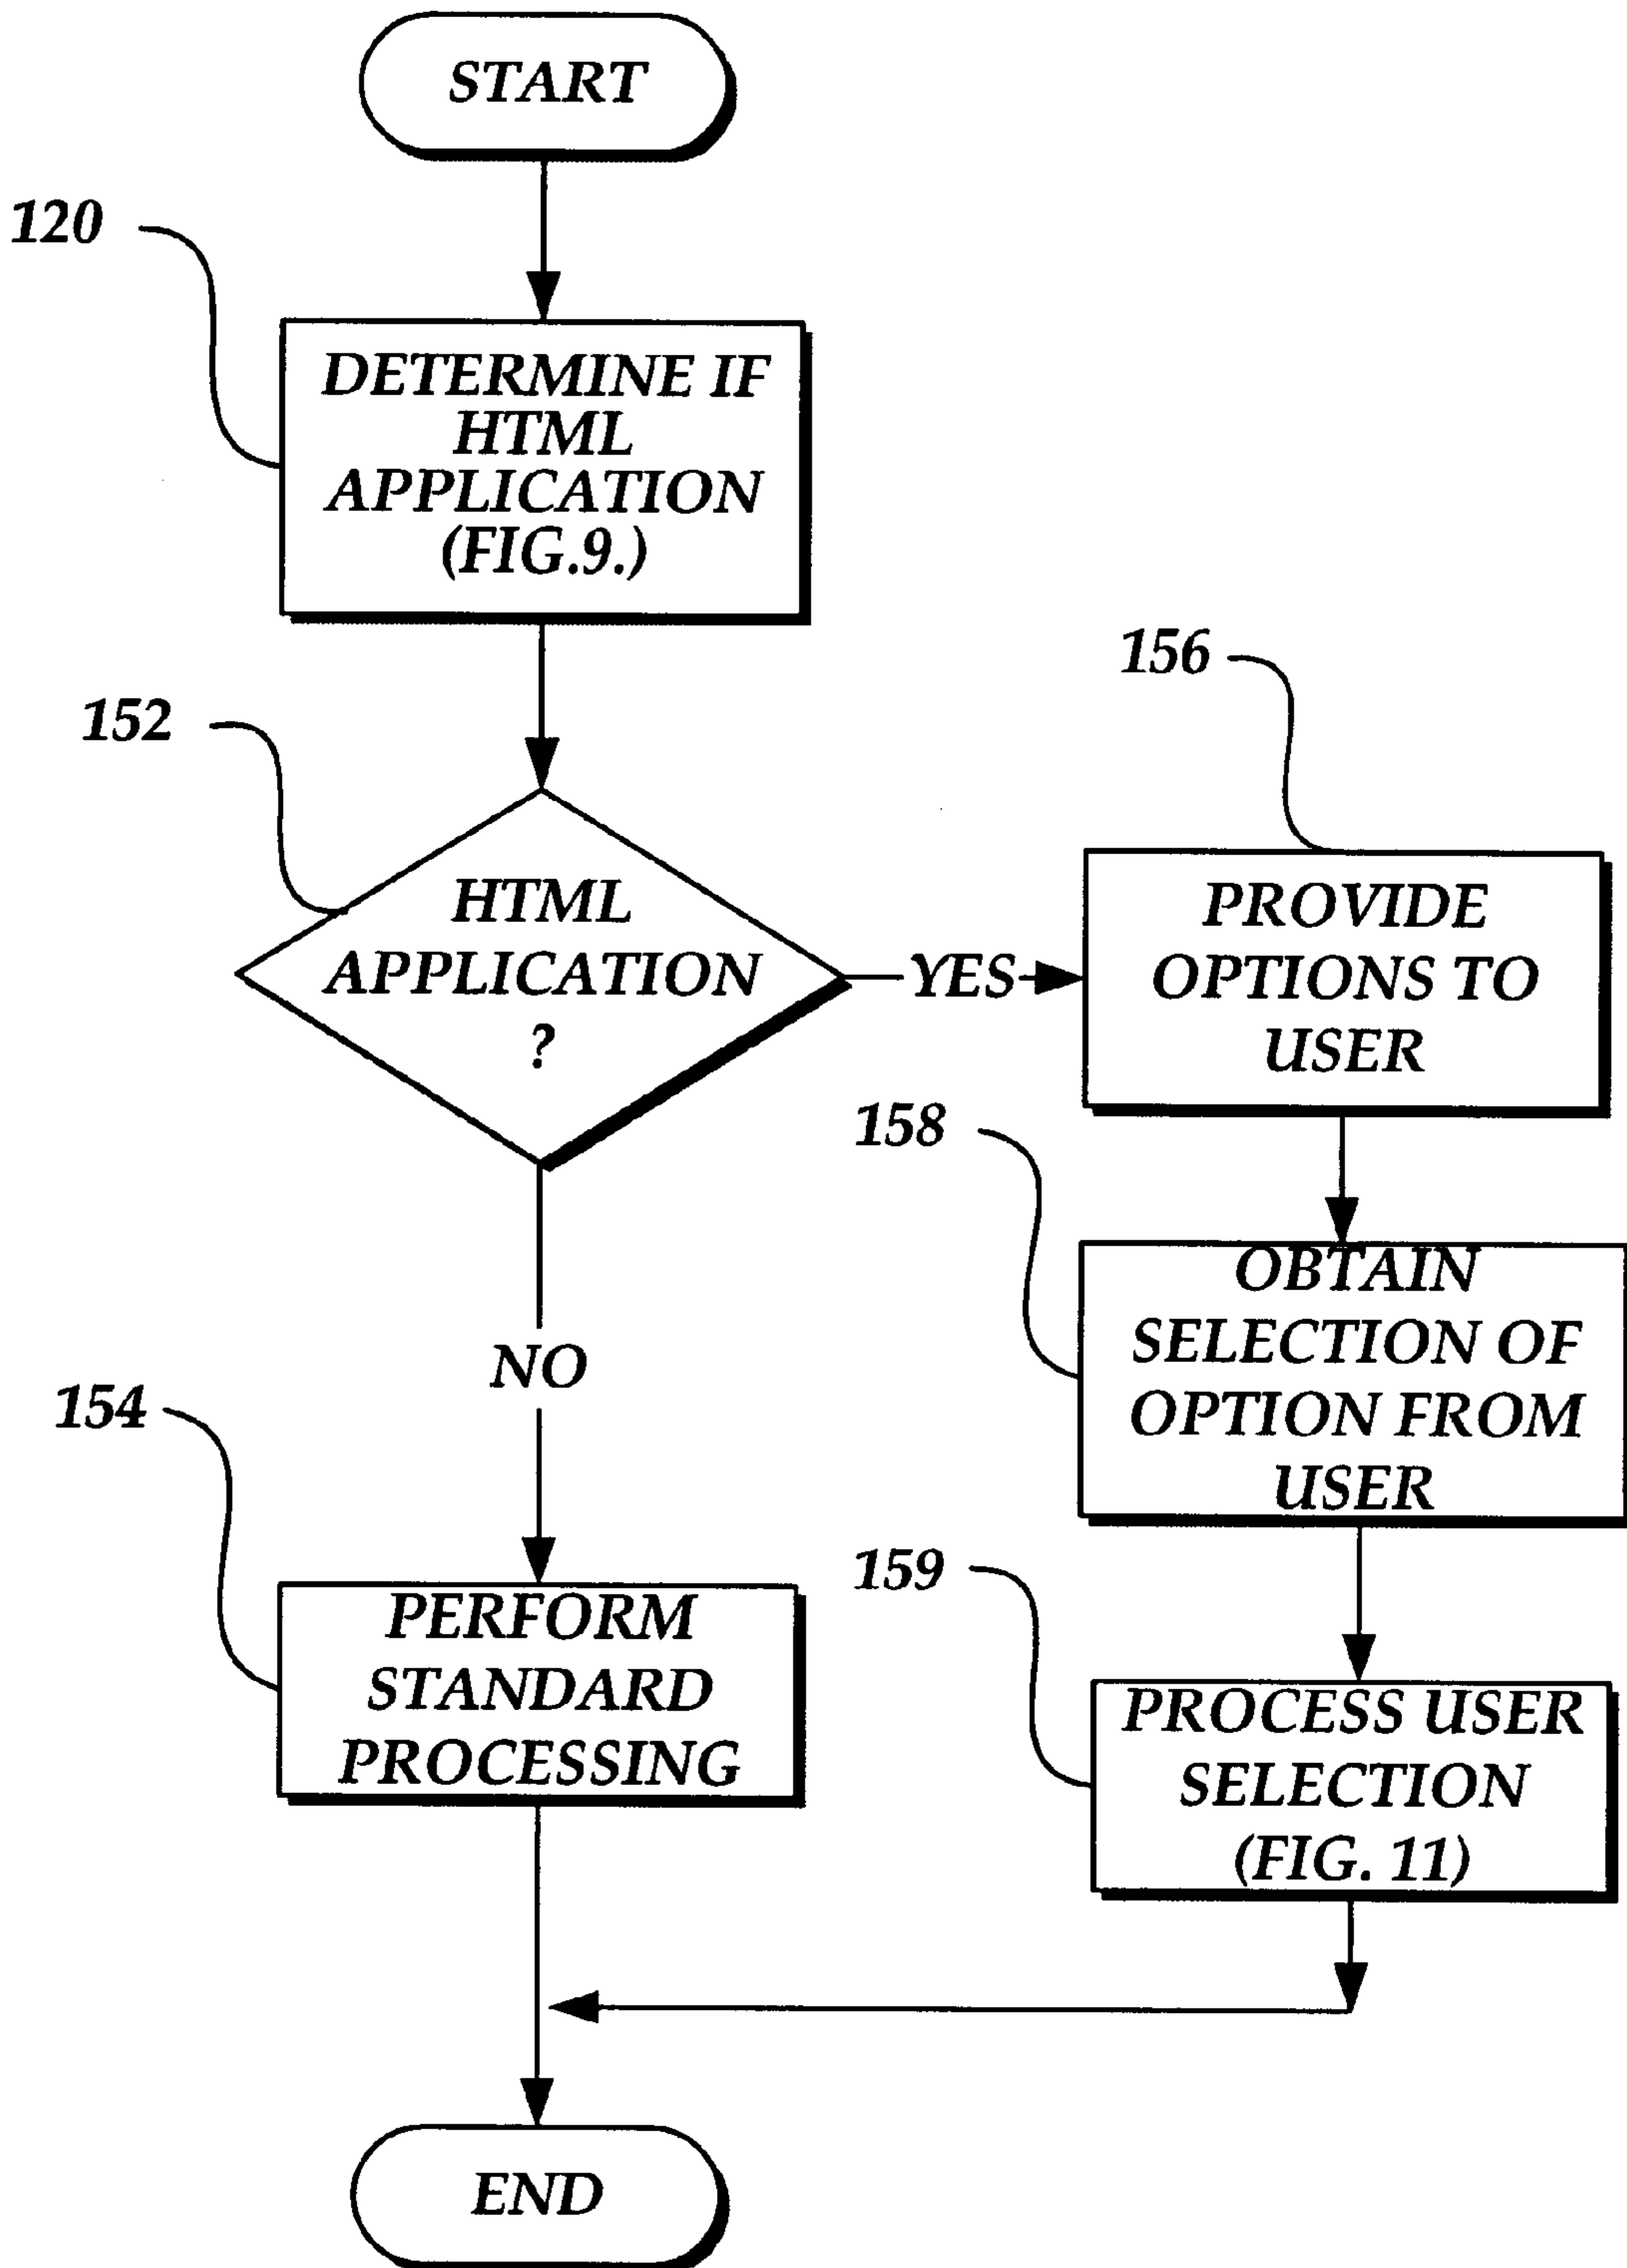 START
120
DETERMINE IF
HTML
APPLICATION
(FIG.9.)
152
HTML
APPLICATION
?
YES
156
PROVIDE
OPTIONS TO
USER
158
OBTAIN
SELECTION OF
OPTION FROM
USER
NO
154
PERFORM
STANDARD
PROCESSING
159
PROCESS USER
SELECTION
(FIG. 11)
END